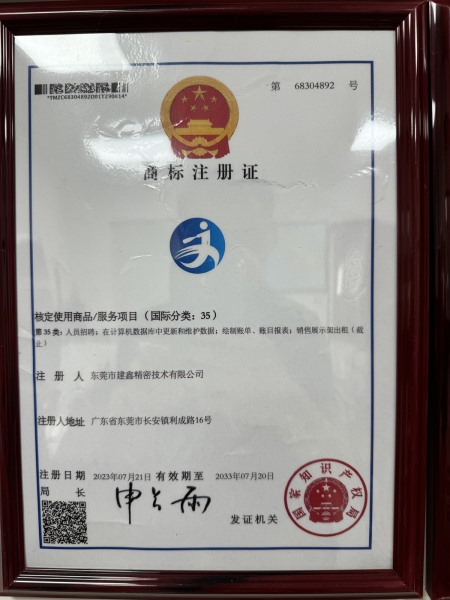 第 68304892 号
*TMZC68304892D01T230614*
商标注册证
核定使用商品/服务项目（国际分类：35）
第35类：人员招聘；在计算机数据库中更新和维护数据；绘制账单、账目报表；销售展示架出租（截
止）
注 册 人 东莞市建鑫精密技术有限公司
注册人地址 广东省东莞市长安镇利成路16号
注册日期 2023年07月21日 有效期至 2033年07月20日
局 长 申长雨
发证机关
国家知识产权局